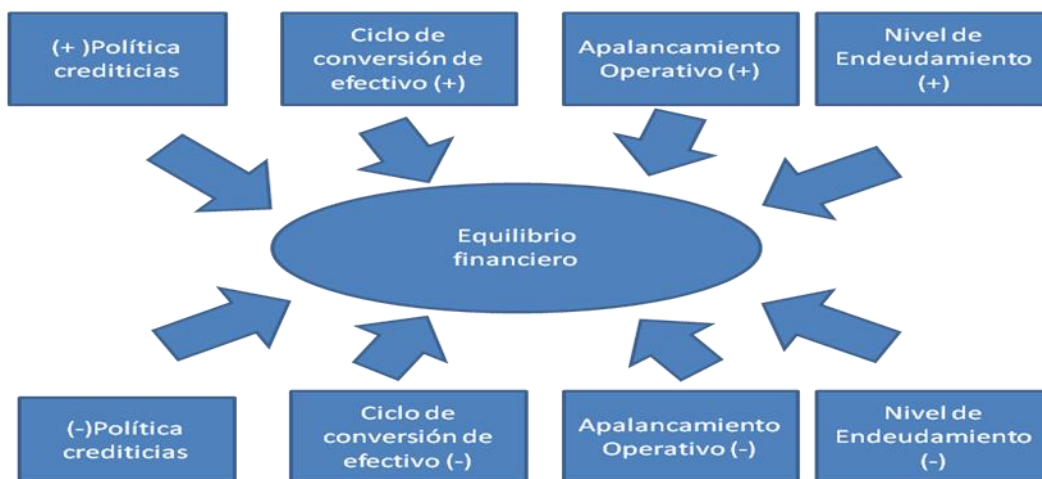 (+ )Política
crediticias
Ciclo de
conversión de
efectivo (+)
Apalancamiento
Operativo (+)
Nivel de
Endeudamiento
(+)
Equilibrio
financiero
(-)Política
crediticias
Ciclo de
conversión de
efectivo (-)
Apalancamiento
Operativo (-)
Nivel de
Endeudamiento
(-)